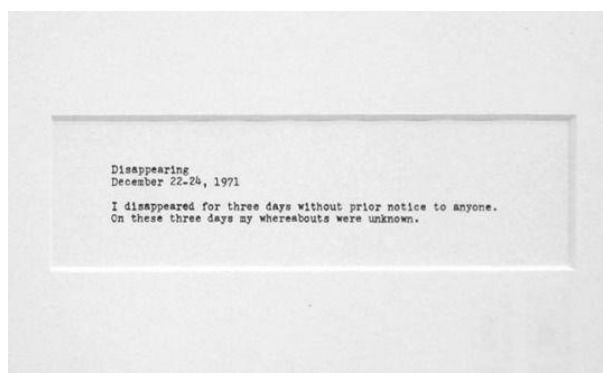 Disappearing
December 22-24, 1971
I disappeared for three days without prior notice to anyone.
On these three days my whereabouts were unknown.